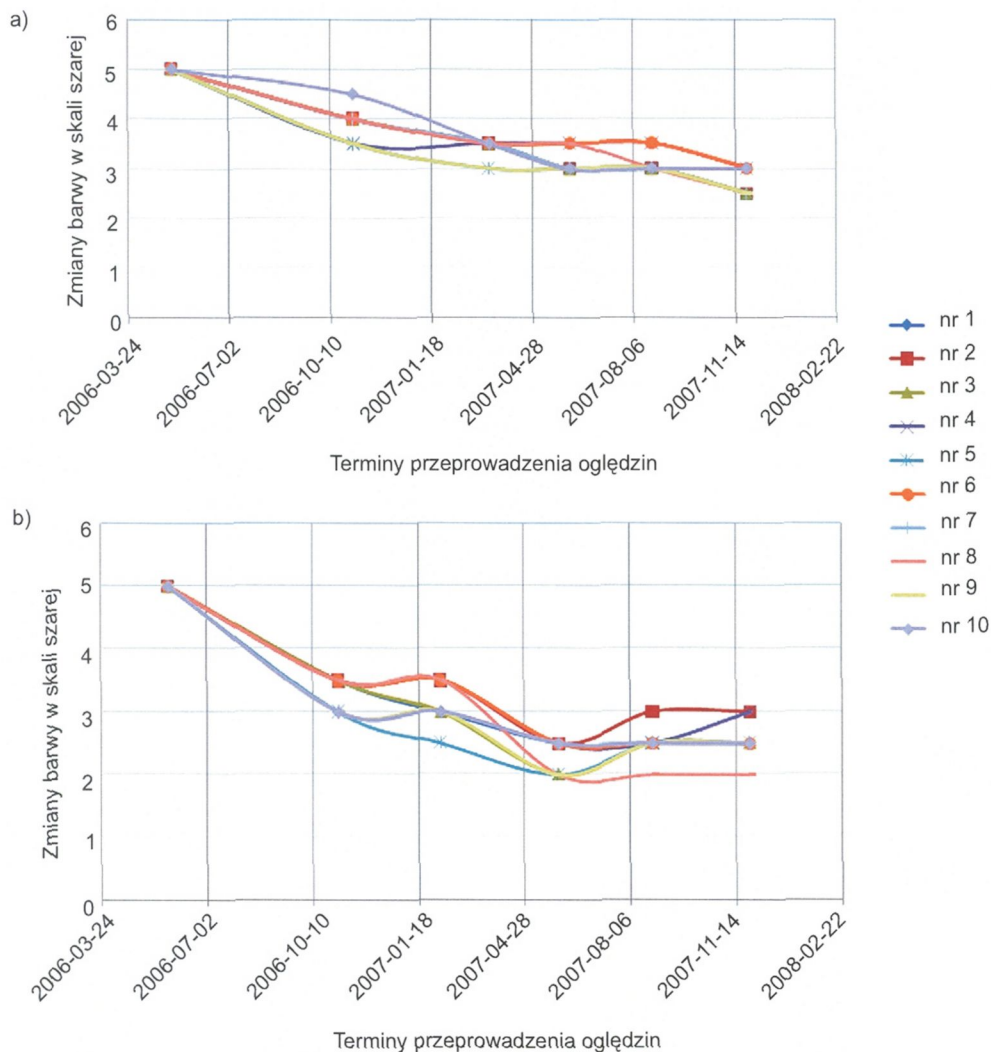 a)
Zmiany barwy w skali szarej
6
5
4
3
2
1
0
2006-03-24
2006-07-02
2006-10-10
2007-01-18
2007-04-28
2007-08-06
2007-11-14
2008-02-22
Terminy przeprowadzenia oględzin
nr 1
nr 2
nr 3
nr 4
nr 5
nr 6
nr 7
nr 8
nr 9
nr 10
b)
Zmiany barwy w skali szarej
6
5
4
3
2
1
0
2006-03-24
2006-07-02
2006-10-10
2007-01-18
2007-04-28
2007-08-06
2007-11-14
2008-02-22
Terminy przeprowadzenia oględzin